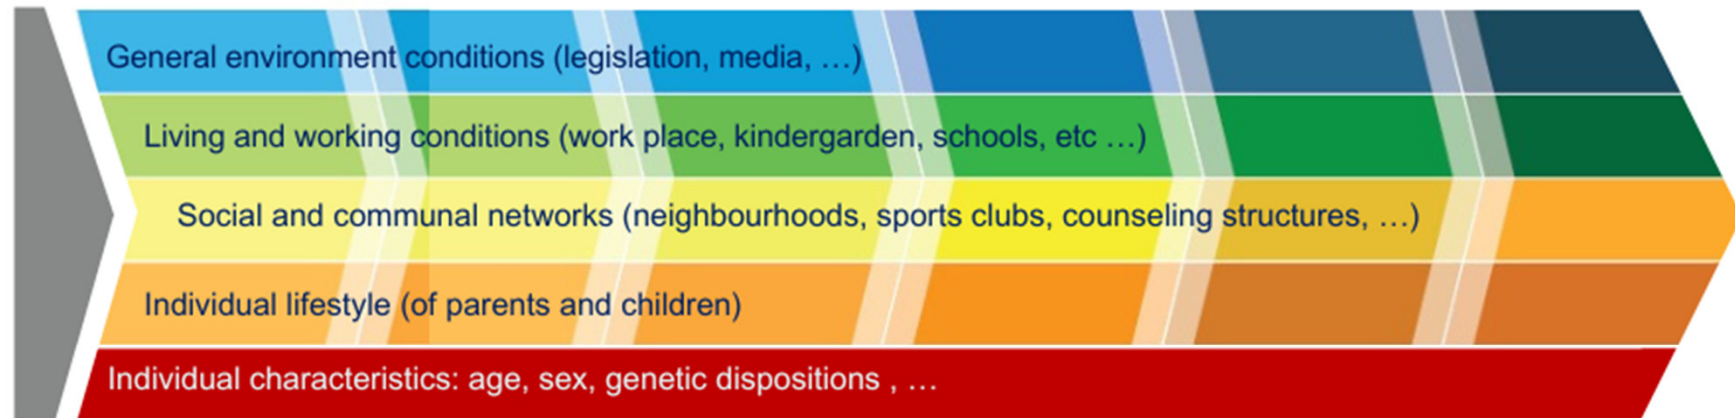 General environment conditions (legislation, media, …)
Living and working conditions (work place, kindergarden, schools, etc …)
Social and communal networks (neighbourhoods, sports clubs, counseling structures, …)
Individual lifestyle (of parents and children)
Individual characteristics: age, sex, genetic dispositions , …